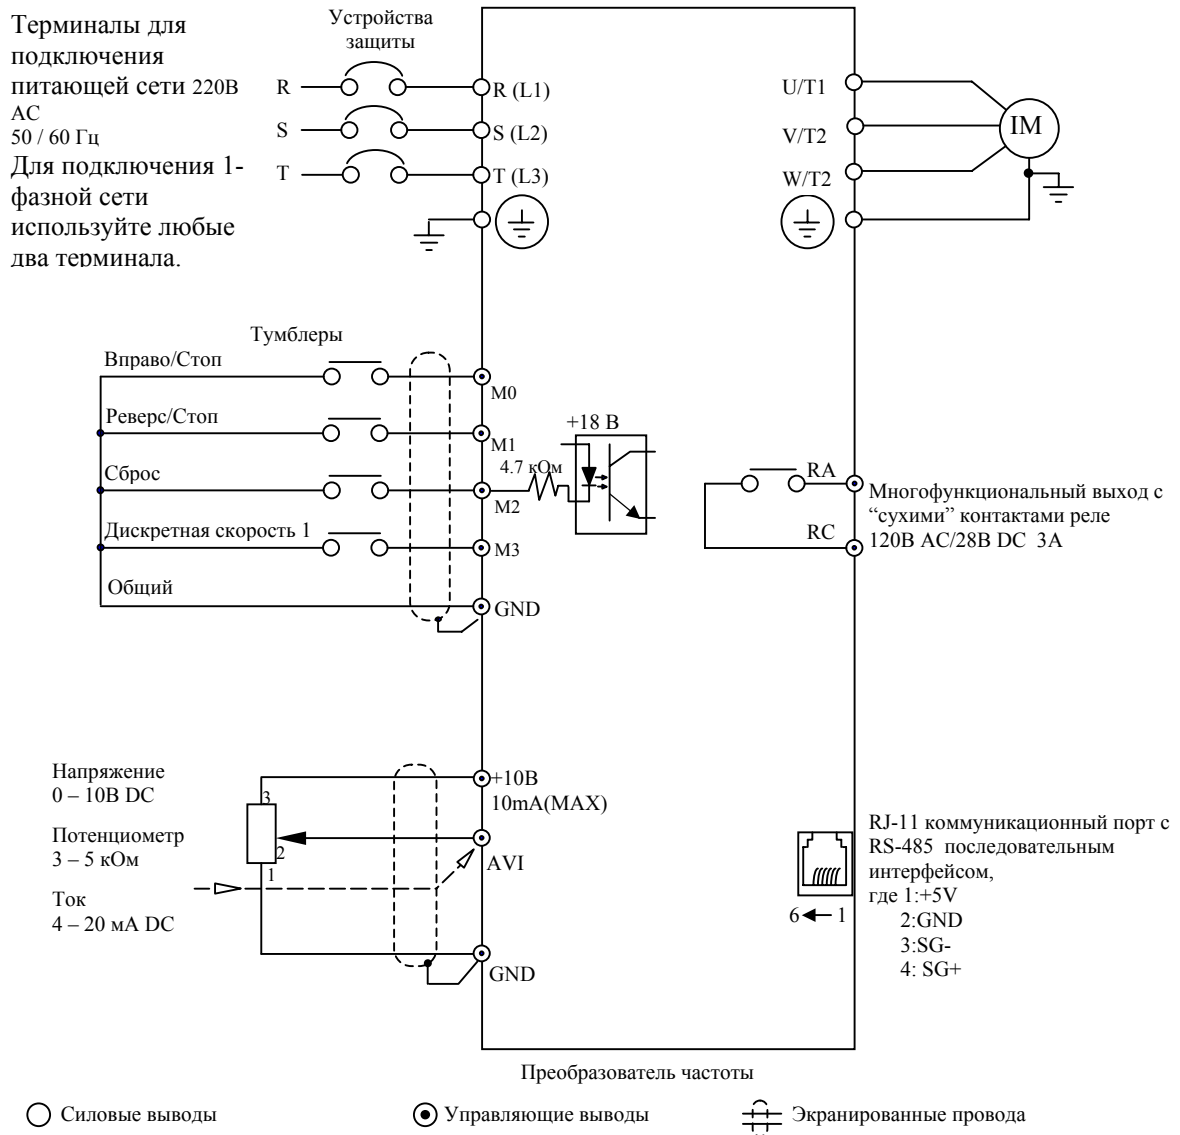 Терминалы для
подключения
питающей сети 220В
АС
50 / 60 Гц
Для подключения 1-
фазной сети
используйте любые
два терминала.
Устройства
защиты
R
R (L1)
S
S (L2)
T
T (L3)
U/T1
V/T2
W/T2
IM
Тумблеры
Вправо/Стоп
M0
Реверс/Стоп
M1
Сброс
M2
Дискретная скорость 1
M3
Общий
GND
+18 В
4.7 кОм
RA
RC
Многофункциональный выход с
“сухими” контактами реле
120В АС/28В DC 3А
Напряжение
0 – 10В DC
Потенциометр
3 – 5 кОм
Ток
4 – 20 мА DC
3
2
1
+10В
10mA(MAX)
AVI
GND
6
1
RJ-11 коммуникационный порт с
RS-485 последовательным
интерфейсом,
где 1:+5V
2:GND
3:SG-
4: SG+
Преобразователь частоты
Силовые выводы
Управляющие выводы
Экранированные провода